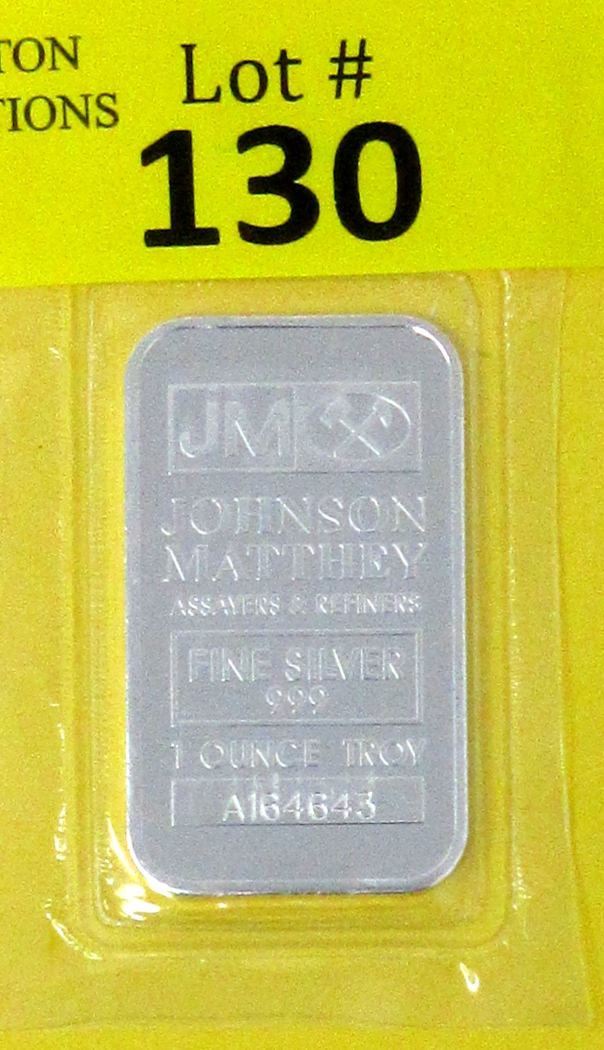 TON
TIONS
Lot #
130
JM
JOHNSON
MATTHEY
ASSAYERS & REFINERS
FINE SILVER
999
1 OUNCE TROY
A164643